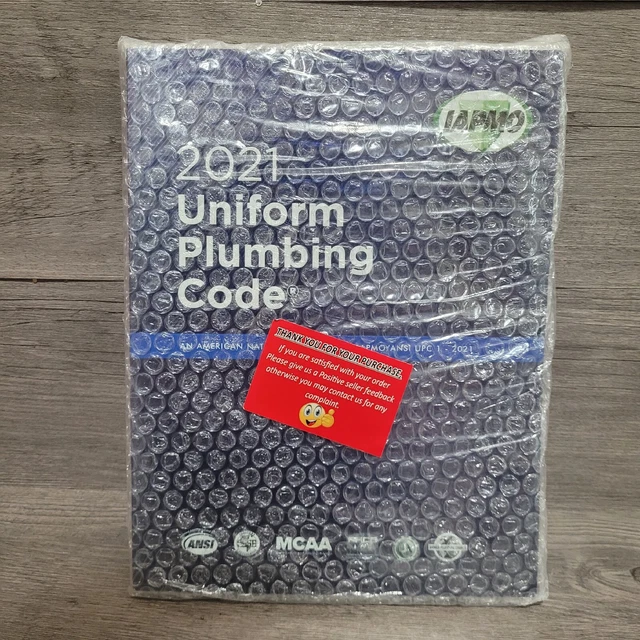 IAPMO
2021
Uniform
Plumbing
Code®
AN AMERICAN NAT APMO/ANSI UPC 1 - 2021
THANK YOU FOR YOUR PURCHASE.
If you are satisfied with your order
Please give us a Positive seller feedback
otherwise you may contact us for any
complaint.
ANSI
MCAA